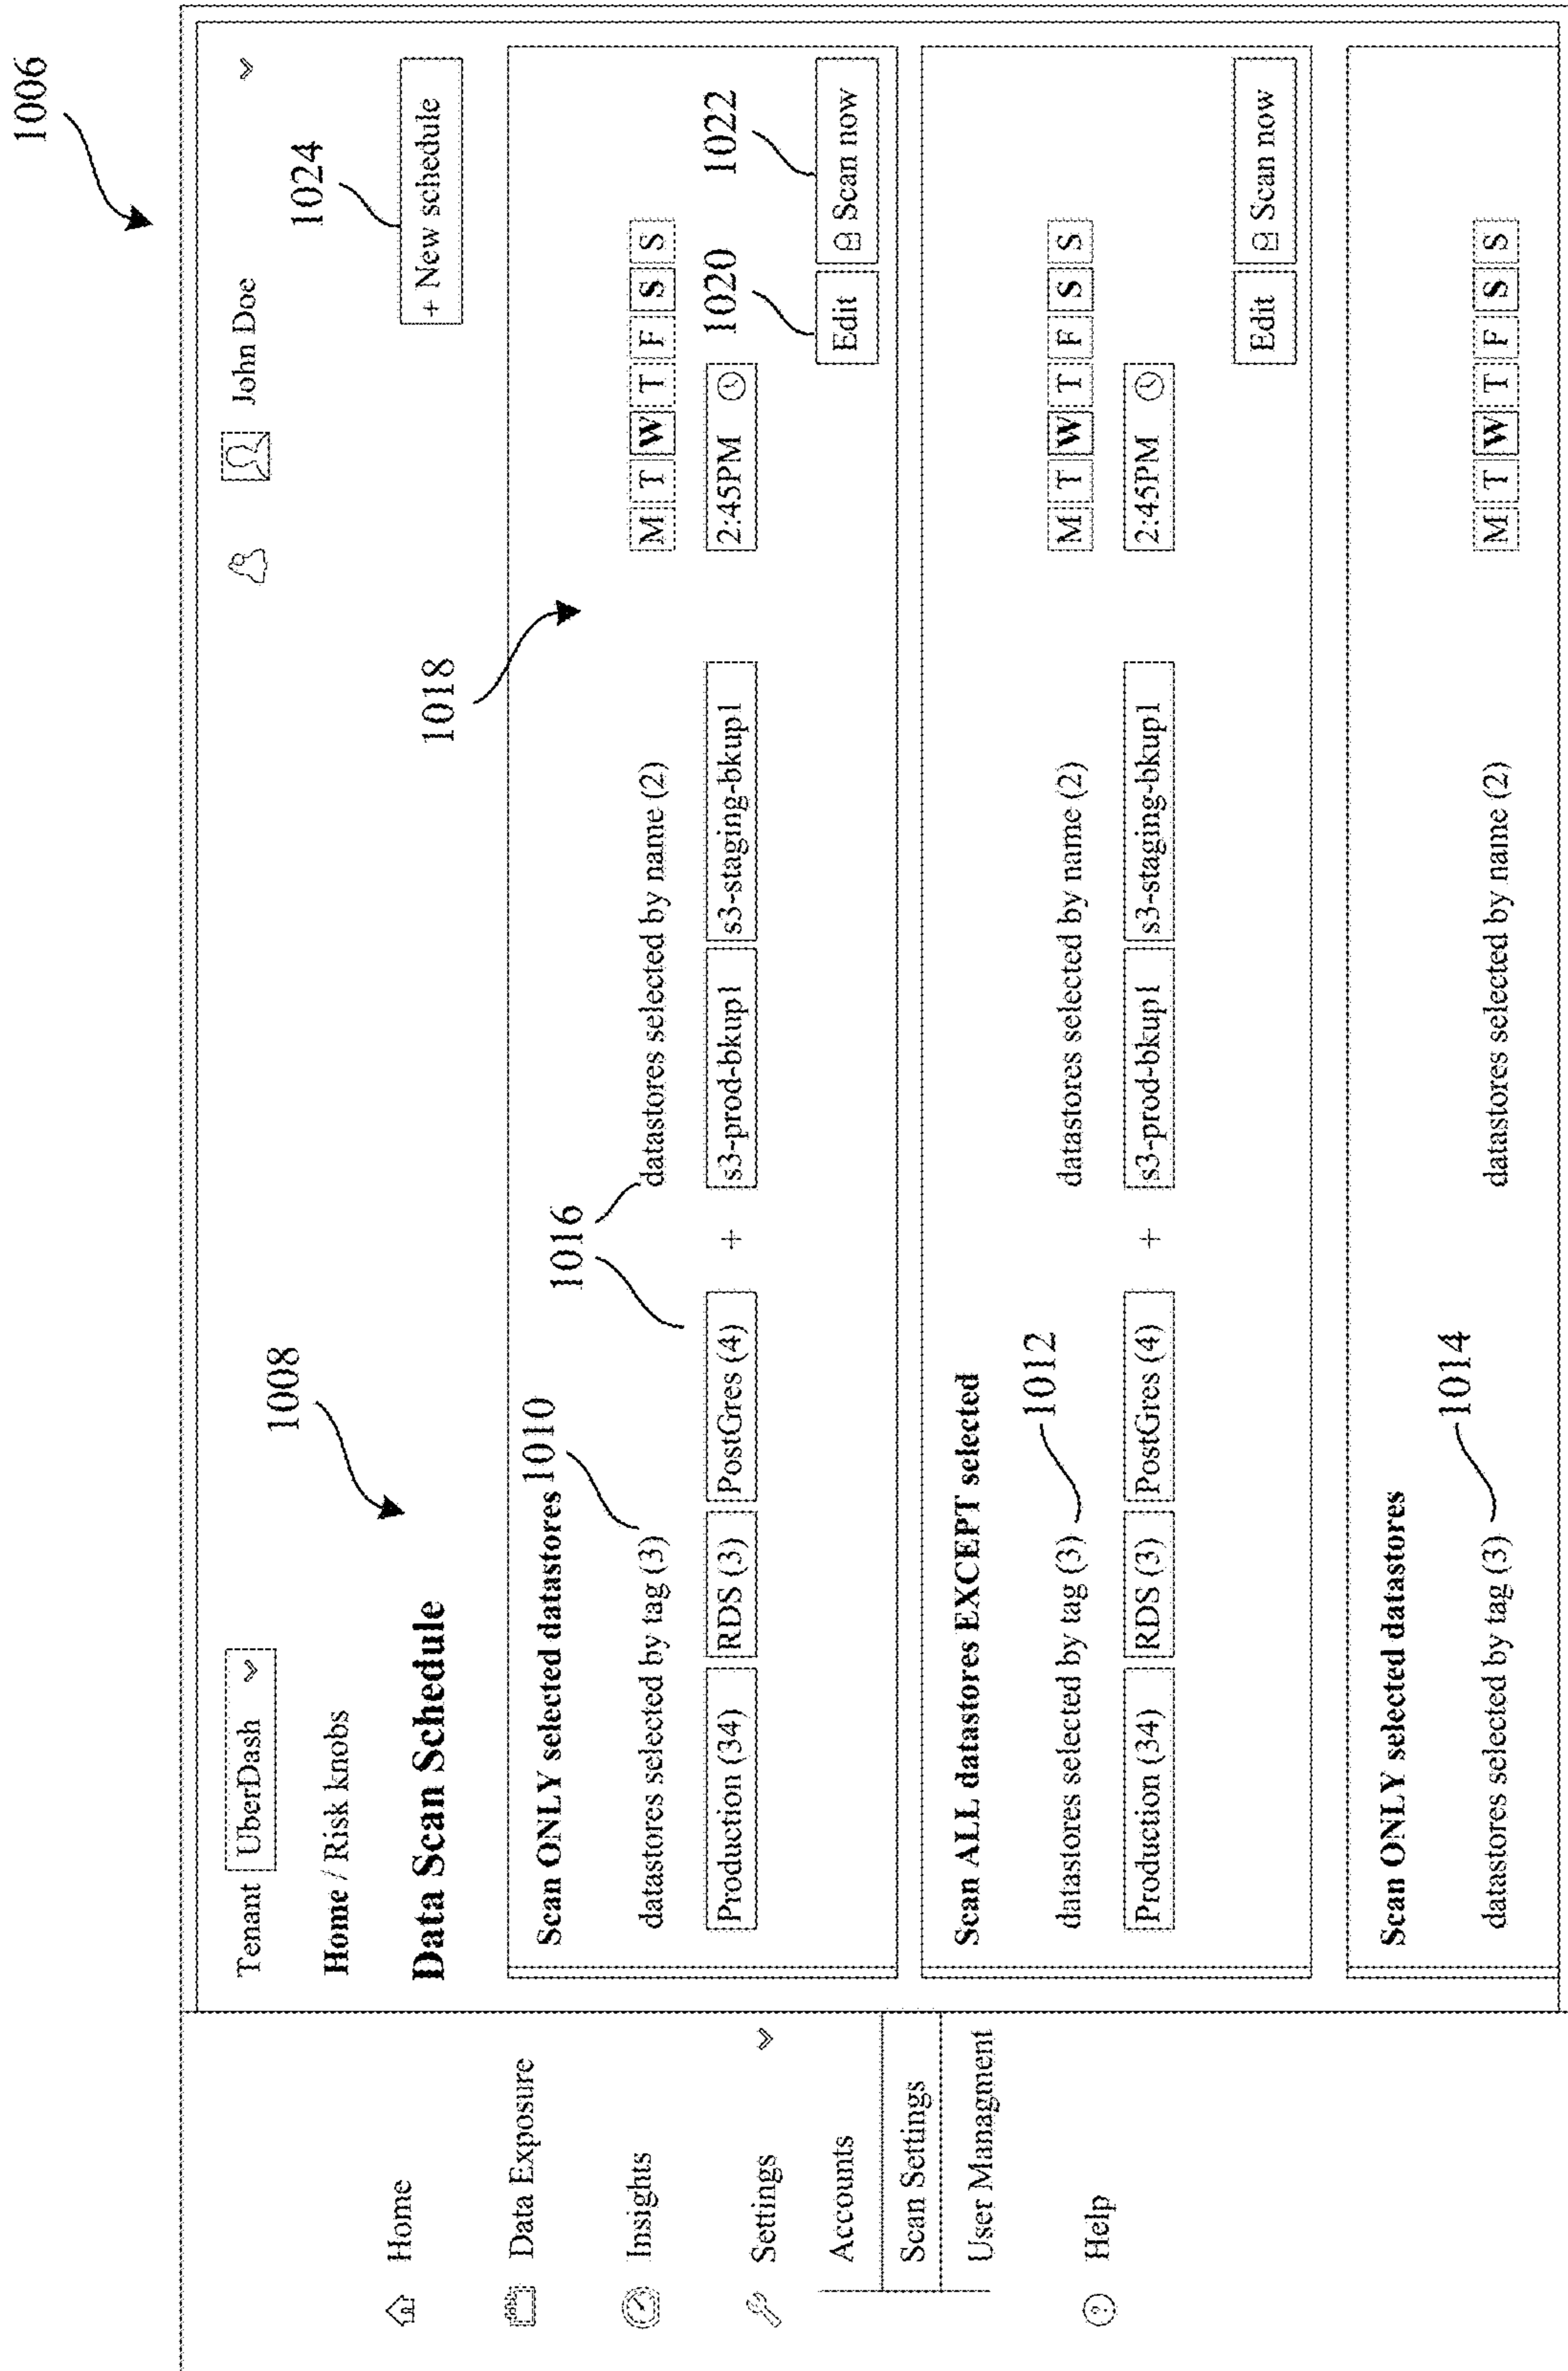 1006
Tenant UberDash
John Doe
Home / Risk knobs
1008
1024
Data Scan Schedule
+ New schedule
1018
Home
Data Exposure
Insights
Settings
Accounts
Scan Settings
User Managment
Help
Scan ONLY selected datastores
1010
1016
datastores selected by tag (3)
datastores selected by name (2)
M T W T F S S
Production (34) RDS (3) PostGres (4) + s3-prod-bkup1 s3-staging-bkup1
2:45PM
1020
1022
Edit
Scan now
Scan ALL datastores EXCEPT selected
datastores selected by tag (3)
1012
datastores selected by name (2)
M T W T F S S
Production (34) RDS (3) PostGres (4) + s3-prod-bkup1 s3-staging-bkup1
2:45PM
Edit
Scan now
Scan ONLY selected datastores
1014
datastores selected by tag (3)
datastores selected by name (2)
M T W T F S S